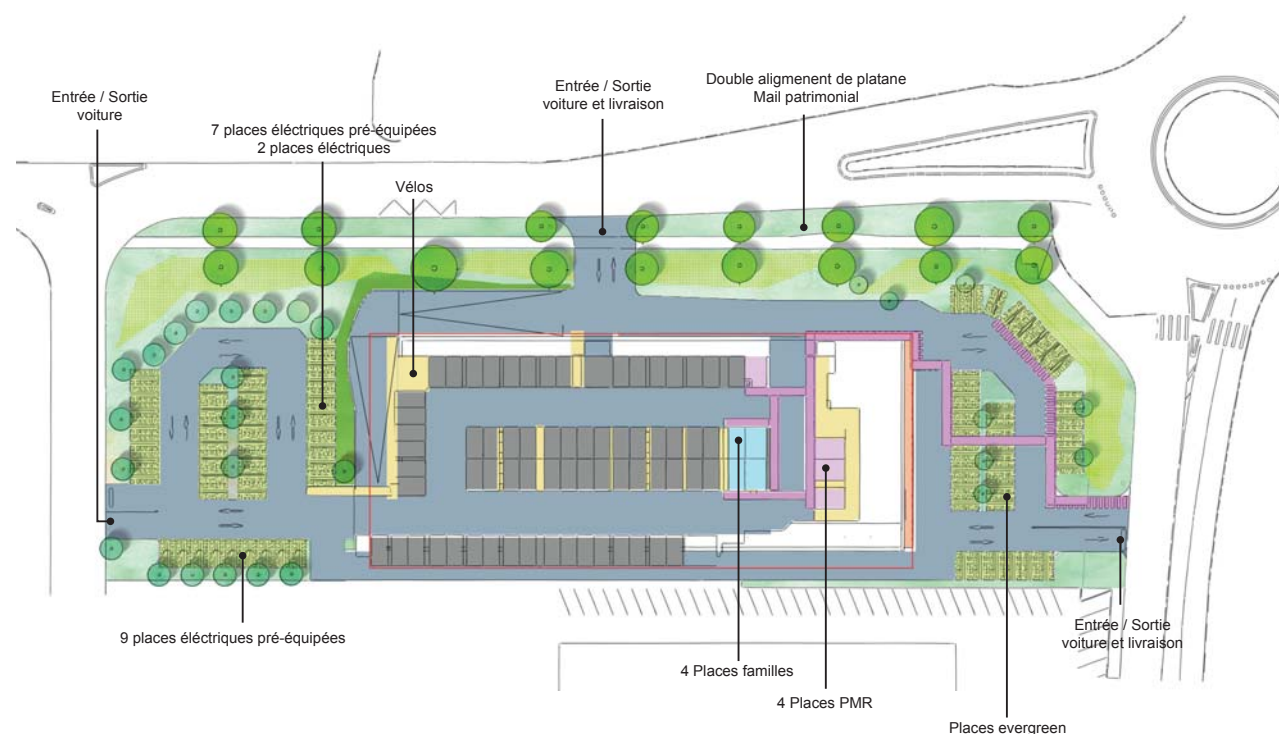 Entrée / Sortie
voiture
7 places éléctriques pré-équipées
2 places éléctriques
Vélos
Entrée / Sortie
voiture et livraison
Double aligmenent de platane
Mail patrimonial
9 places éléctriques pré-équipées
4 Places familles
4 Places PMR
Places evergreen
Entrée / Sortie
voiture et livraison